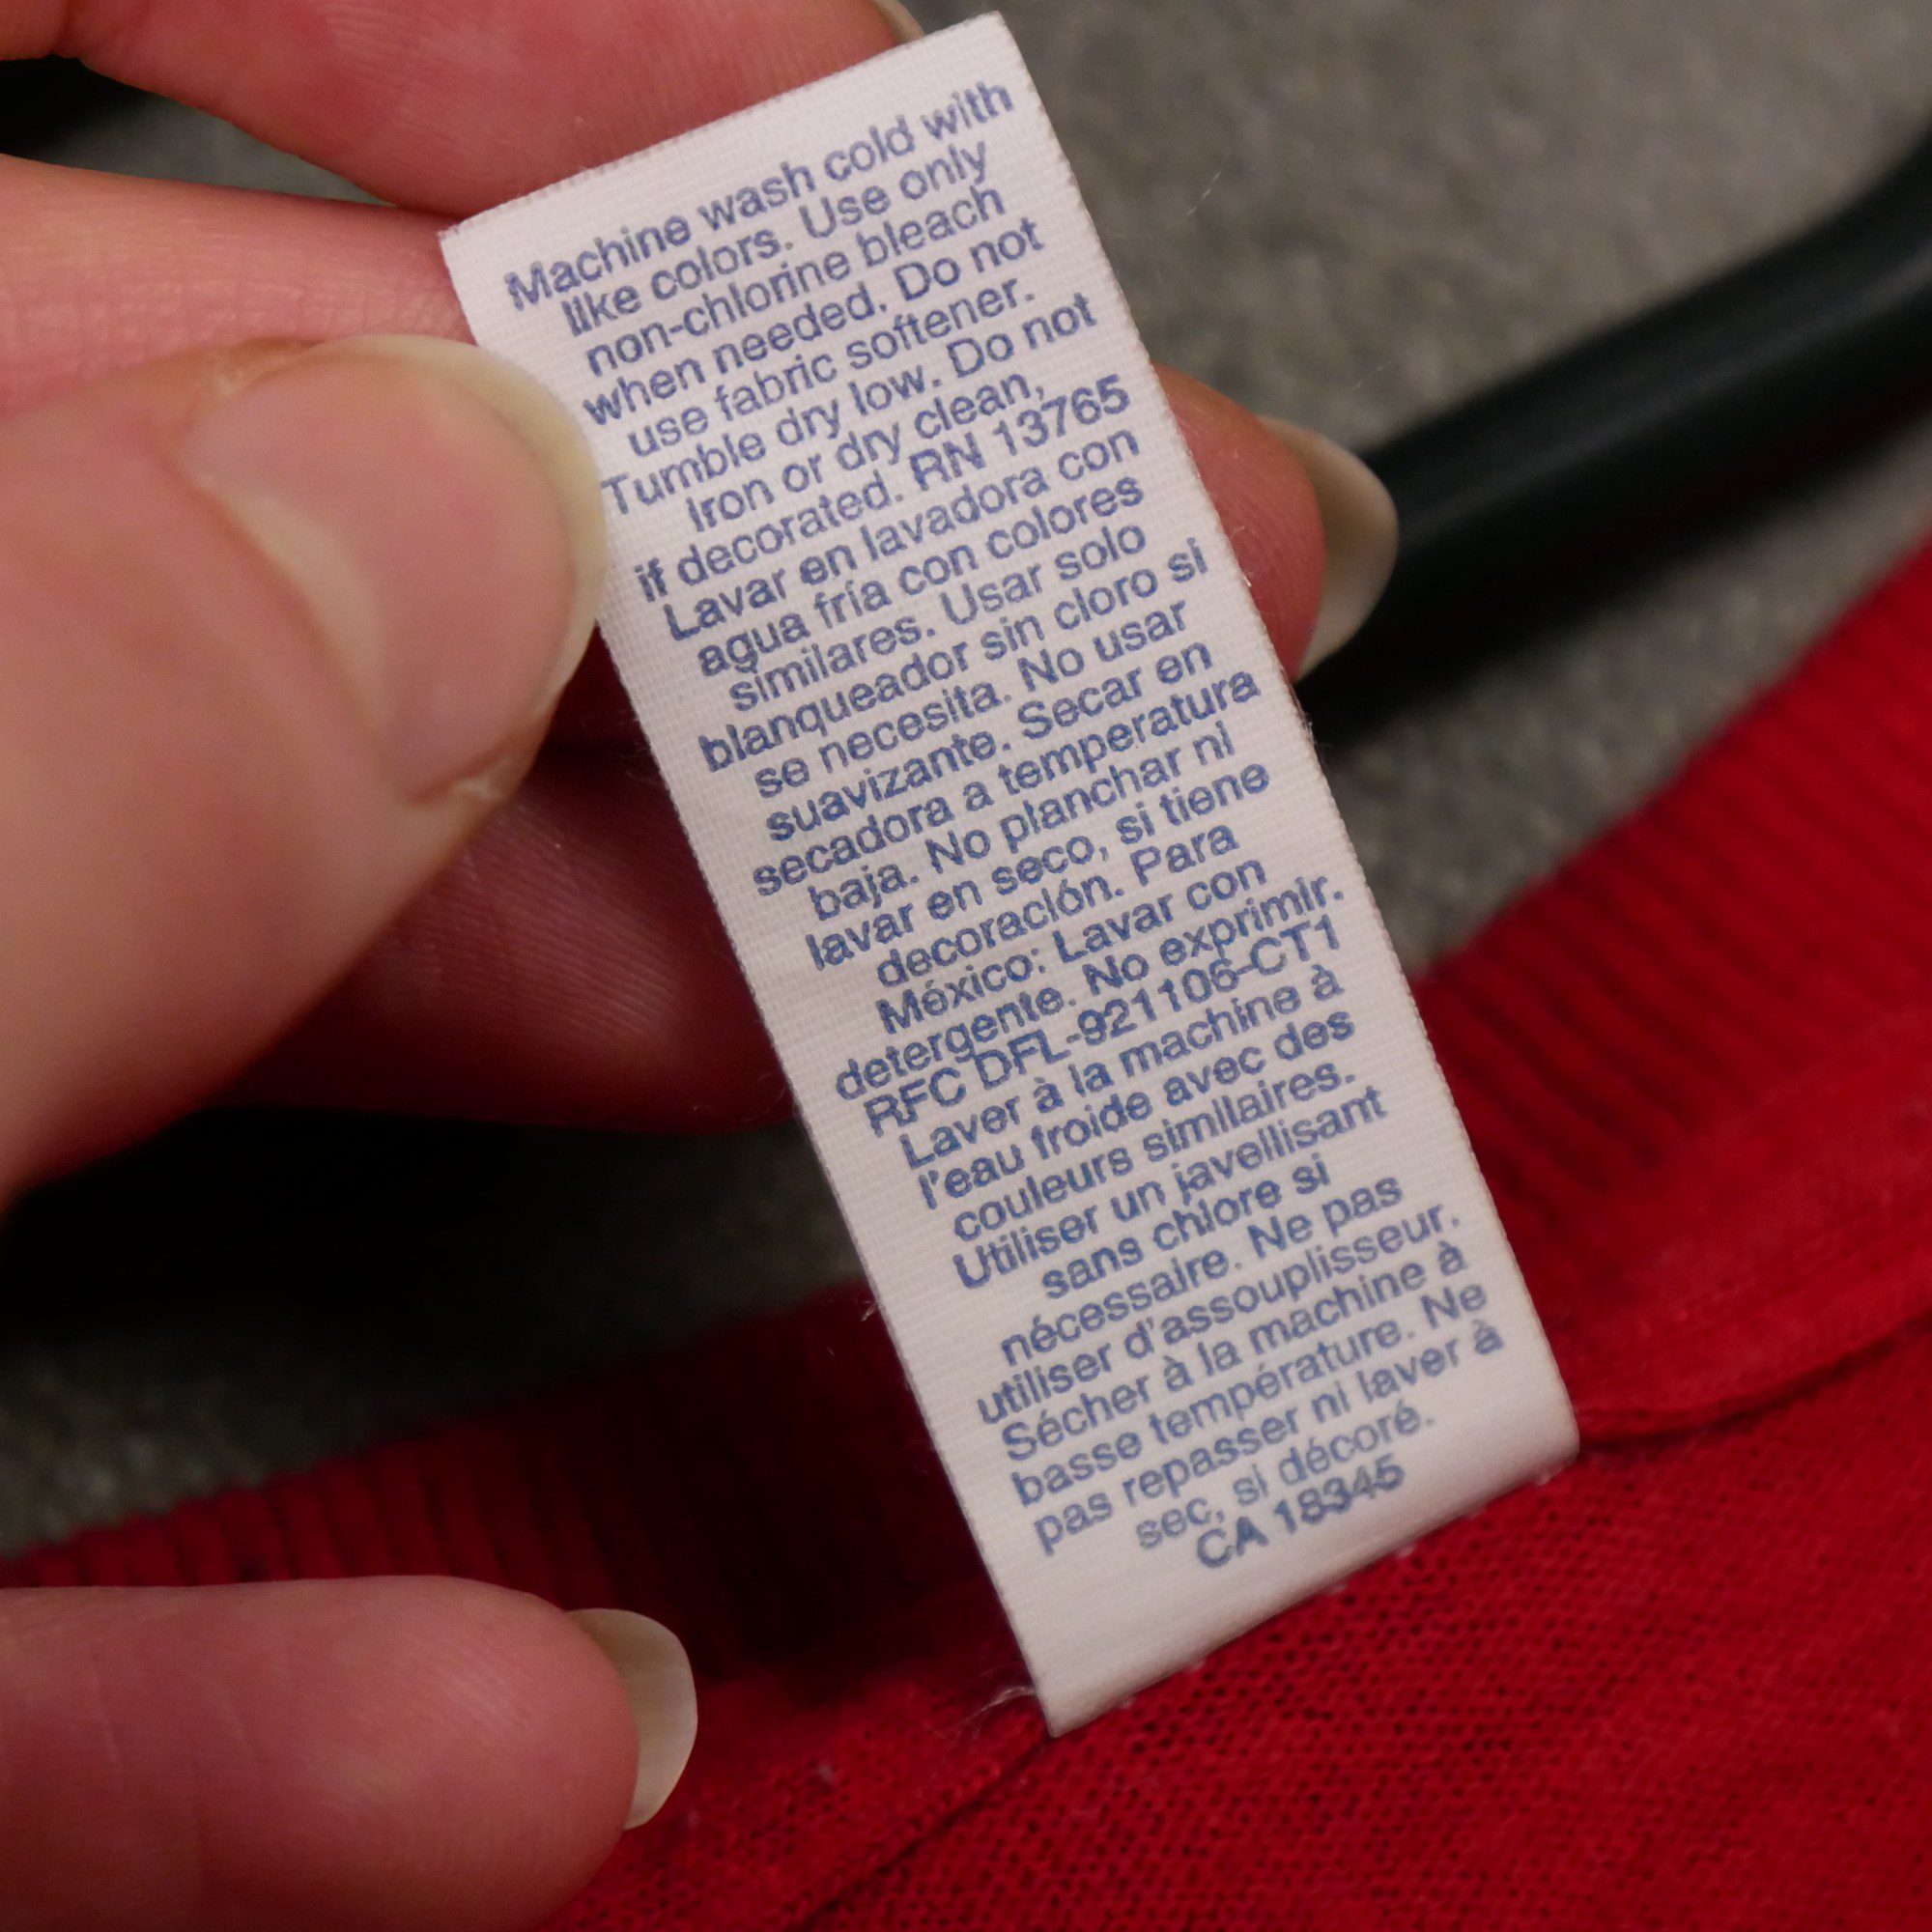 Machine wash cold with
like colors. Use only
non-chlorine bleach
when needed. Do not
use fabric softener.
Tumble dry low. Do not
Iron or dry clean,
if decorated. RN 13765
Lavar en lavadora con
agua fría con colores
similares. Usar solo
blanqueador sin cloro si
se necesita. No usar
suavizante. Secar en
secadora a temperatura
baja. No planchar ni
lavar en seco, si tiene
decoración. Para
México: Lavar con
detergente. No exprimir.
RFC DFL-921106-CT1
Laver à la machine à
l'eau froide avec des
couleurs similaires.
Utiliser un javellisant
sans chlore si
nécessaire. Ne pas
utiliser d'assouplisseur.
Sécher à la machine à
basse température. Ne
pas repasser ni laver à
sec, si décoré.
CA 18345